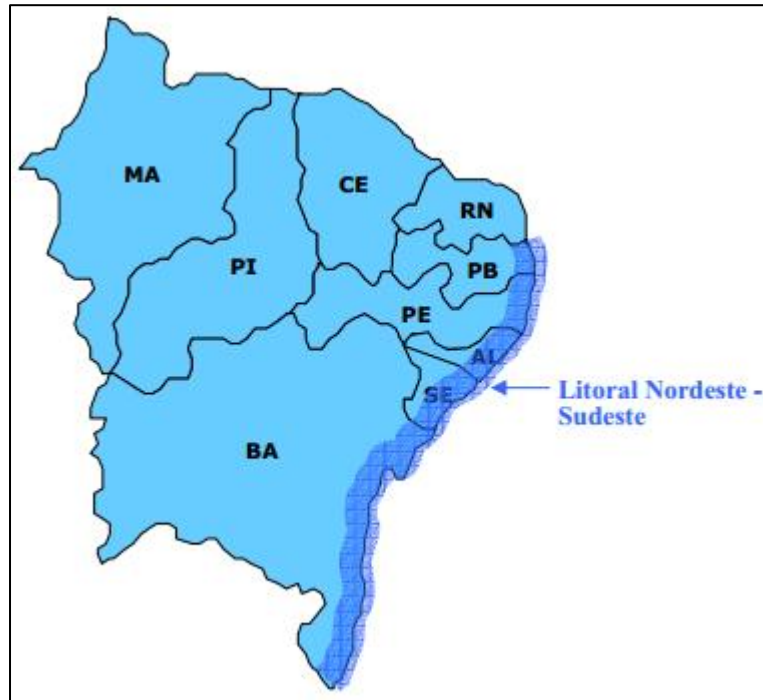 MA
CE
RN
PI
PB
PE
AL
SE
BA
Litoral Nordeste -
Sudeste